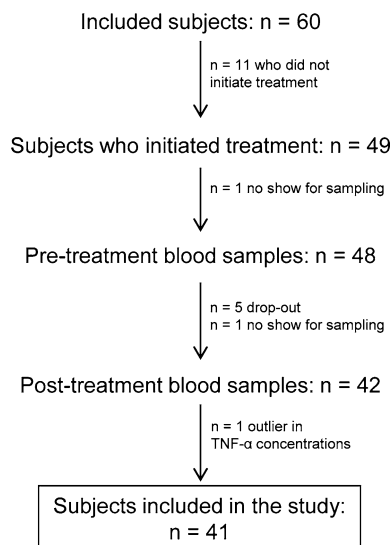 Included subjects: n = 60
n = 11 who did not
initiate treatment
Subjects who initiated treatment: n = 49
n = 1 no show for sampling
Pre-treatment blood samples: n = 48
n = 5 drop-out
n = 1 no show for sampling
Post-treatment blood samples: n = 42
n = 1 outlier in
TNF-α concentrations
Subjects included in the study:
n = 41